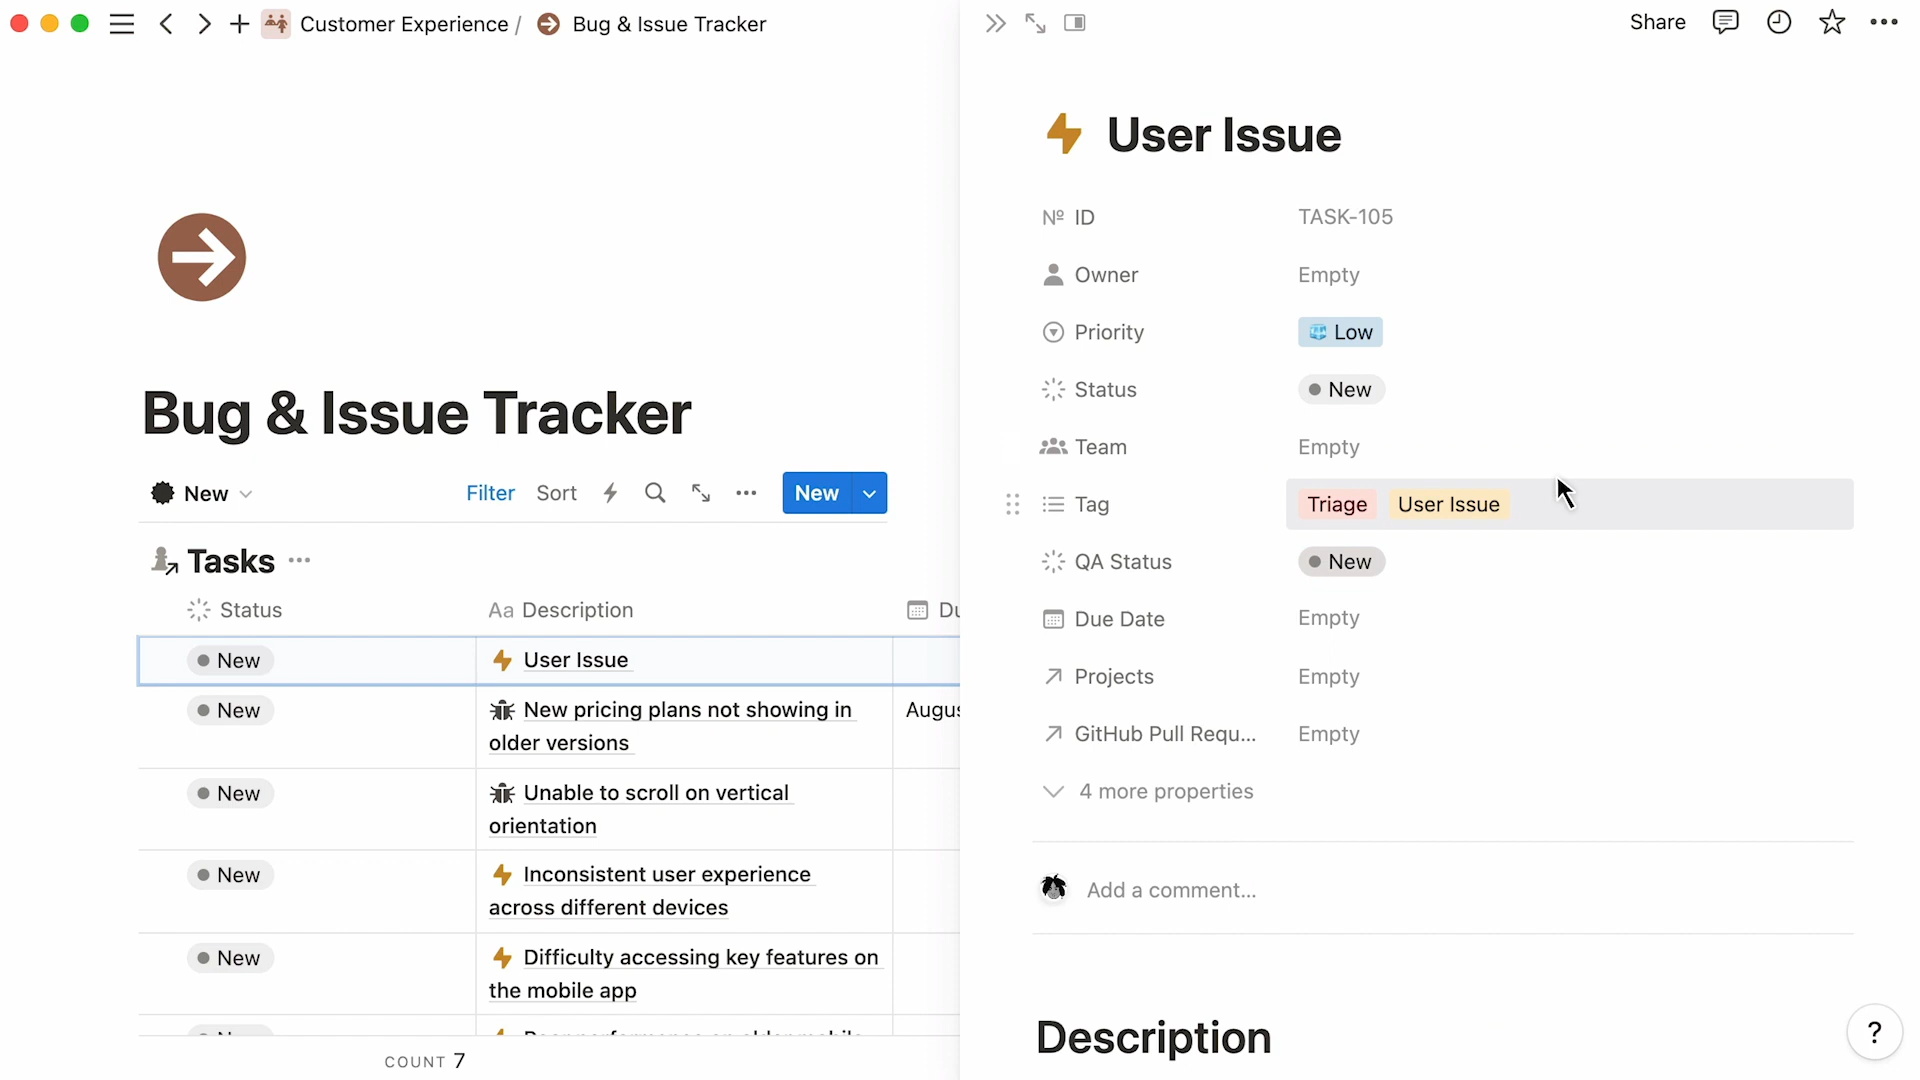 Customer Experience / Bug & Issue Tracker
Bug & Issue Tracker
New
Filter Sort New
Tasks
Status Aa Description
New User Issue
New New pricing plans not showing in
older versions
New Unable to scroll on vertical
orientation
New Inconsistent user experience
across different devices
New Difficulty accessing key features on
the mobile app
COUNT 7
Share
User Issue
Nº ID TASK-105
Owner Empty
Priority Low
Status New
Team Empty
Tag Triage User Issue
QA Status New
Due Date Empty
Projects Empty
GitHub Pull Requ... Empty
4 more properties
Add a comment...
Description
?